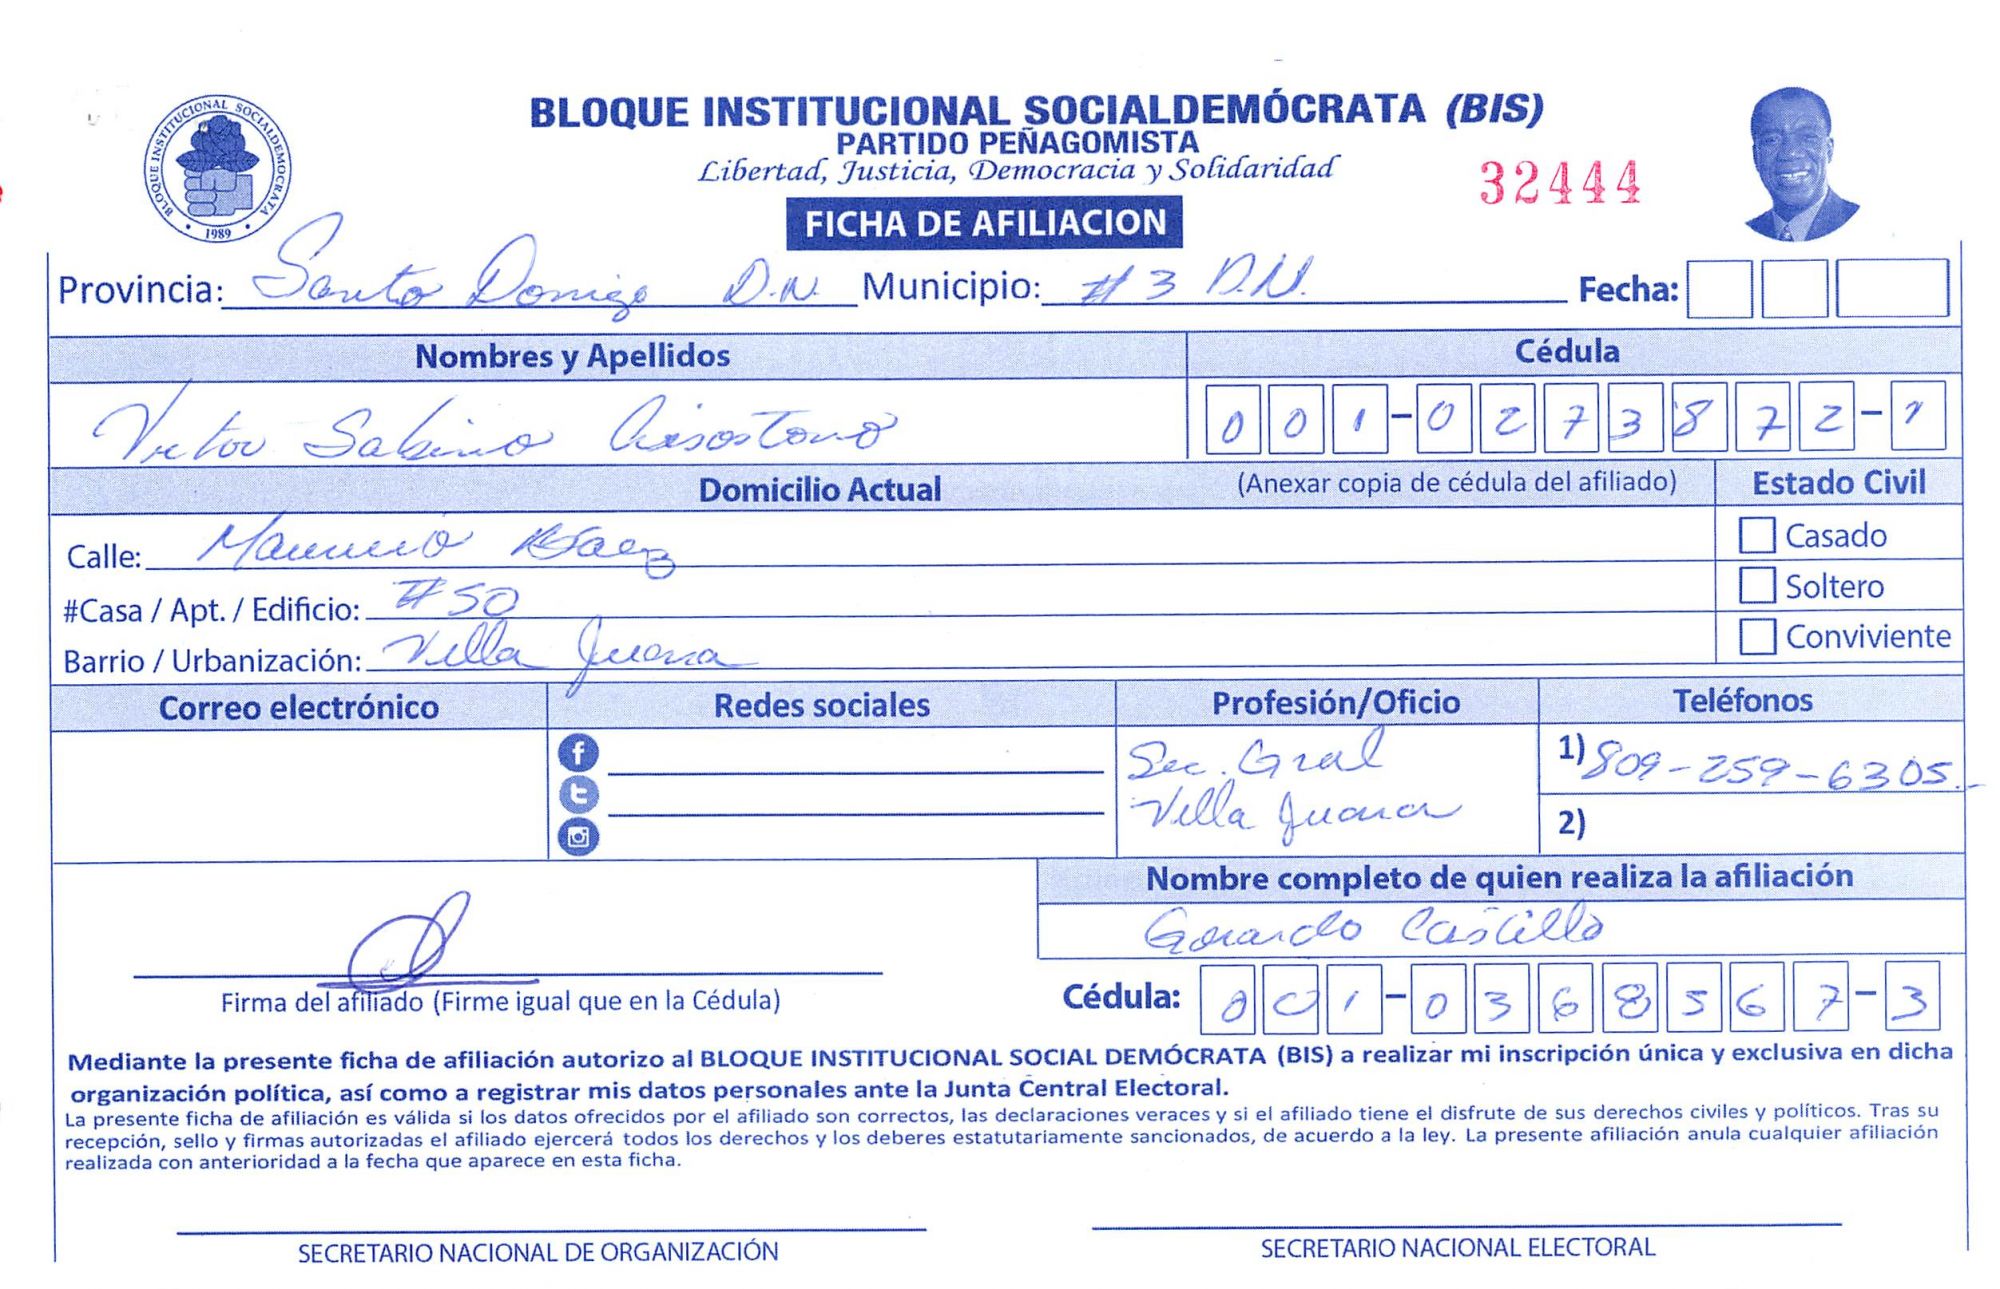 BLOQUE INSTITUCIONAL SOCIALDEMÓCRATA (BIS)
PARTIDO PEÑAGOMISTA
Libertad, Justicia, Democracia y Solidaridad
32444
BLOQUE INSTITUCIONAL SOCIALDEMOCRATA
1989
FICHA DE AFILIACION
Provincia: Santo Domigo D.N. Municipio: #3 D.N. Fecha:
Nombres y Apellidos Cédula
Victor Sabino Crisostomo 001-0273872-1
Domicilio Actual (Anexar copia de cédula del afiliado) Estado Civil
Calle: Báez Casado
#Casa / Apt. / Edificio: #50 Soltero
Barrio / Urbanización: Villa Juana Conviviente
Correo electrónico Redes sociales Profesión/Oficio Teléfonos
Sec. Gral 1) 809-259-6305.-
Villa Juana 2)
Nombre completo de quien realiza la afiliación
Gerardo Castillo
Firma del afiliado (Firme igual que en la Cédula) Cédula: 001-0368567-3
Mediante la presente ficha de afiliación autorizo al BLOQUE INSTITUCIONAL SOCIAL DEMÓCRATA (BIS) a realizar mi inscripción única y exclusiva en dicha
organización política, así como a registrar mis datos personales ante la Junta Central Electoral.
La presente ficha de afiliación es válida si los datos ofrecidos por el afiliado son correctos, las declaraciones veraces y si el afiliado tiene el disfrute de sus derechos civiles y políticos. Tras su
recepción, sello y firmas autorizadas el afiliado ejercerá todos los derechos y los deberes estatutariamente sancionados, de acuerdo a la ley. La presente afiliación anula cualquier afiliación
realizada con anterioridad a la fecha que aparece en esta ficha.
SECRETARIO NACIONAL DE ORGANIZACIÓN SECRETARIO NACIONAL ELECTORAL